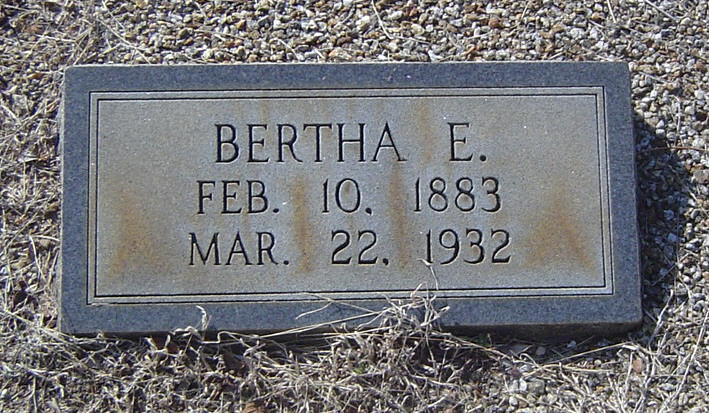 BERTHA E.
FEB. 10, 1883
MAR. 22, 1932